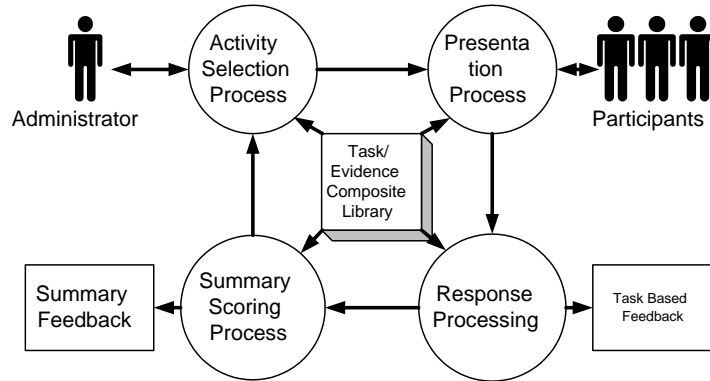 Activity
Selection
Process
Presenta
tion
Process
Administrator
Participants
Task/
Evidence
Composite
Library
Summary
Feedback
Summary
Scoring
Process
Response
Processing
Task Based
Feedback